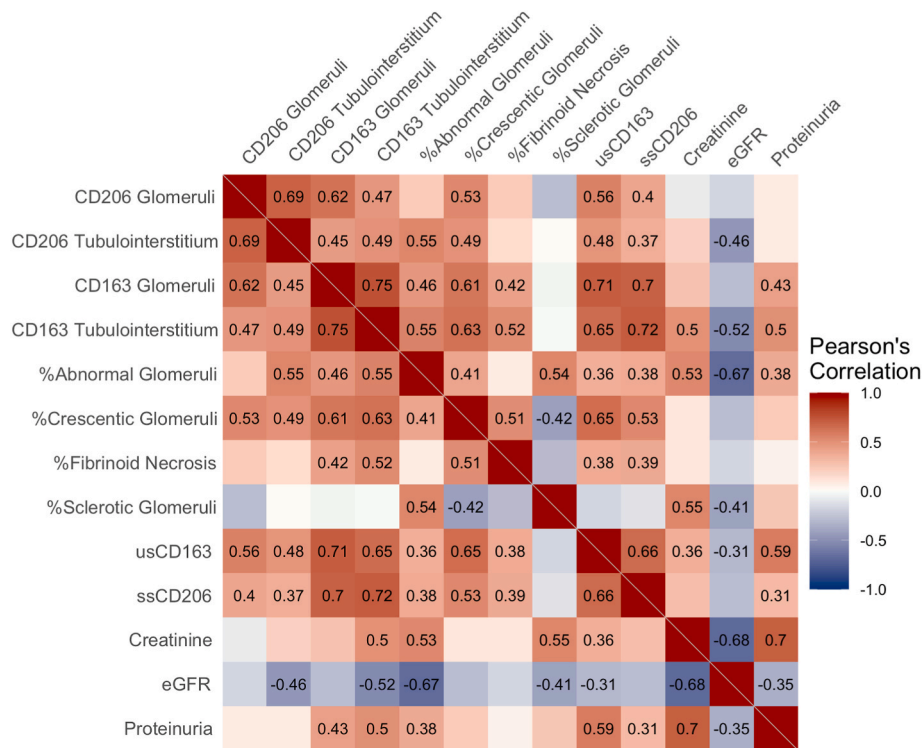 CD206 Glomeruli
CD206 Tubulointerstitium
CD163 Glomeruli
CD163 Tubulointerstitium
%Abnormal Glomeruli
%Crescentic Glomeruli
%Fibrinoid Necrosis
%Sclerotic Glomeruli
usCD163
ssCD206
Creatinine
eGFR
Proteinuria
CD206 Glomeruli 0.69 0.62 0.47 0.53 0.56 0.4
CD206 Tubulointerstitium 0.69 0.45 0.49 0.55 0.49 0.48 0.37 -0.46
CD163 Glomeruli 0.62 0.45 0.75 0.46 0.61 0.42 0.71 0.7 0.43
CD163 Tubulointerstitium 0.47 0.49 0.75 0.55 0.63 0.52 0.65 0.72 0.5 -0.52 0.5
%Abnormal Glomeruli 0.55 0.46 0.55 0.41 0.54 0.36 0.38 0.53 -0.67 0.38
%Crescentic Glomeruli 0.53 0.49 0.61 0.63 0.41 0.51 -0.42 0.65 0.53
%Fibrinoid Necrosis 0.42 0.52 0.51 0.38 0.39
%Sclerotic Glomeruli 0.54 -0.42 0.55 -0.41
usCD163 0.56 0.48 0.71 0.65 0.36 0.65 0.38 0.66 0.36 -0.31 0.59
ssCD206 0.4 0.37 0.7 0.72 0.38 0.53 0.39 0.66 0.31
Creatinine 0.5 0.53 0.55 0.36 -0.68 0.7
eGFR -0.46 -0.52 -0.67 -0.41 -0.31 -0.68 -0.35
Proteinuria 0.43 0.5 0.38 0.59 0.31 0.7 -0.35
Pearson's
Correlation
1.0
0.5
0.0
-0.5
-1.0